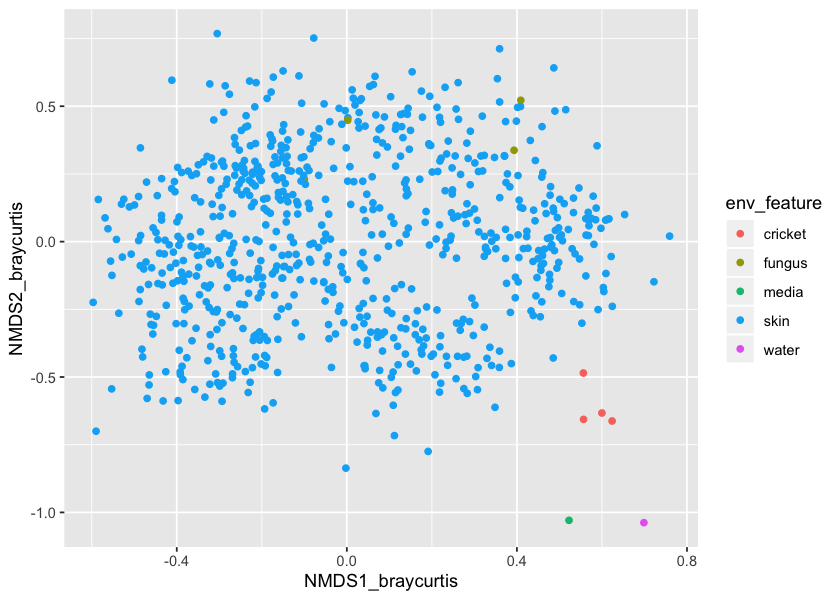 NMDS2_braycurtis
0.5
0.0
-0.5
-1.0
-0.4
0.0
0.4
0.8
NMDS1_braycurtis
env_feature
cricket
fungus
media
skin
water